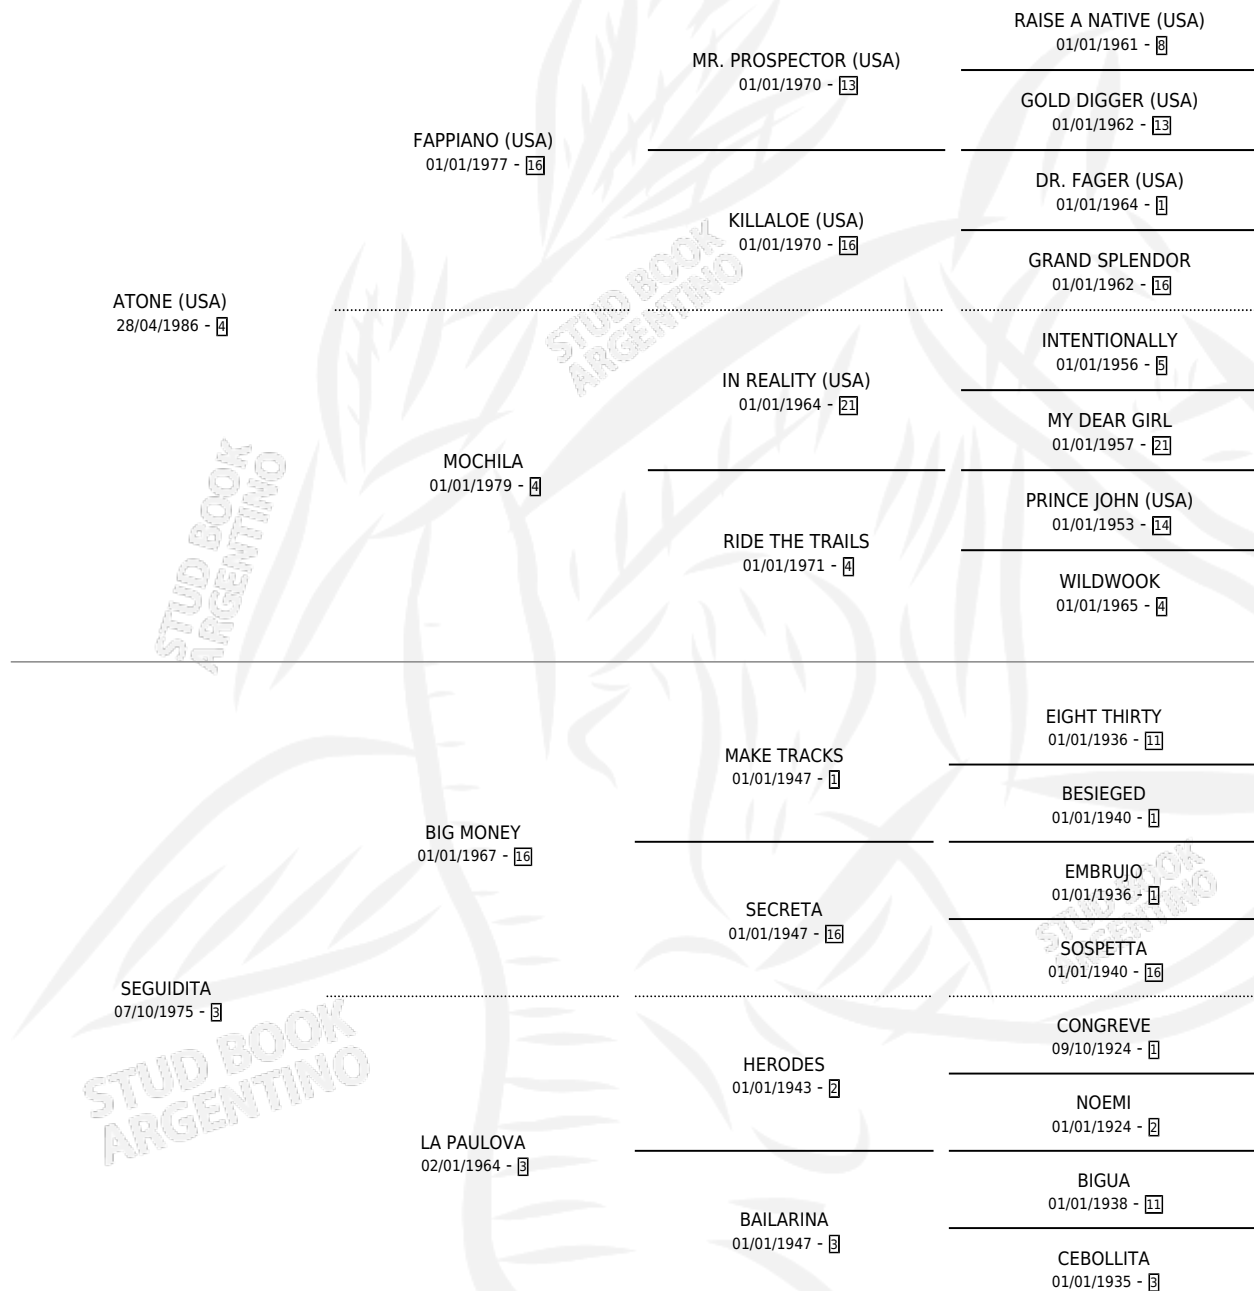 RAISE A NATIVE (USA)
01/01/1961 - 8
MR. PROSPECTOR (USA)
01/01/1970 - 13
GOLD DIGGER (USA)
01/01/1962 - 13
FAPPIANO (USA)
01/01/1977 - 16
DR. FAGER (USA)
01/01/1964 - 1
KILLALOE (USA)
01/01/1970 - 16
GRAND SPLENDOR
01/01/1962 - 16
ATONE (USA)
28/04/1986 - 4
STUD BOOK
ARGENTINO
INTENTIONALLY
01/01/1956 - 5
IN REALITY (USA)
01/01/1964 - 21
MY DEAR GIRL
01/01/1957 - 21
MOCHILA
01/01/1979 - 4
PRINCE JOHN (USA)
01/01/1953 - 14
RIDE THE TRAILS
01/01/1971 - 4
WILDWOOK
01/01/1965 - 4
STUD BOOK
ARGENTINO
EIGHT THIRTY
01/01/1936 - 11
MAKE TRACKS
01/01/1947 - 1
BESIEGED
01/01/1940 - 1
BIG MONEY
01/01/1967 - 16
EMBRUJO
01/01/1936 - 1
SECRETA
01/01/1947 - 16
SOSPETTA
01/01/1940 - 16
STUD BOOK
ARGENTINO
SEGUIDITA
07/10/1975 - 3
CONGREVE
09/10/1924 - 1
HERODES
01/01/1943 - 2
NOEMI
01/01/1924 - 2
STUD BOOK
ARGENTINO
LA PAULOVA
02/01/1964 - 3
BIGUA
01/01/1938 - 11
BAILARINA
01/01/1947 - 3
CEBOLLITA
01/01/1935 - 3